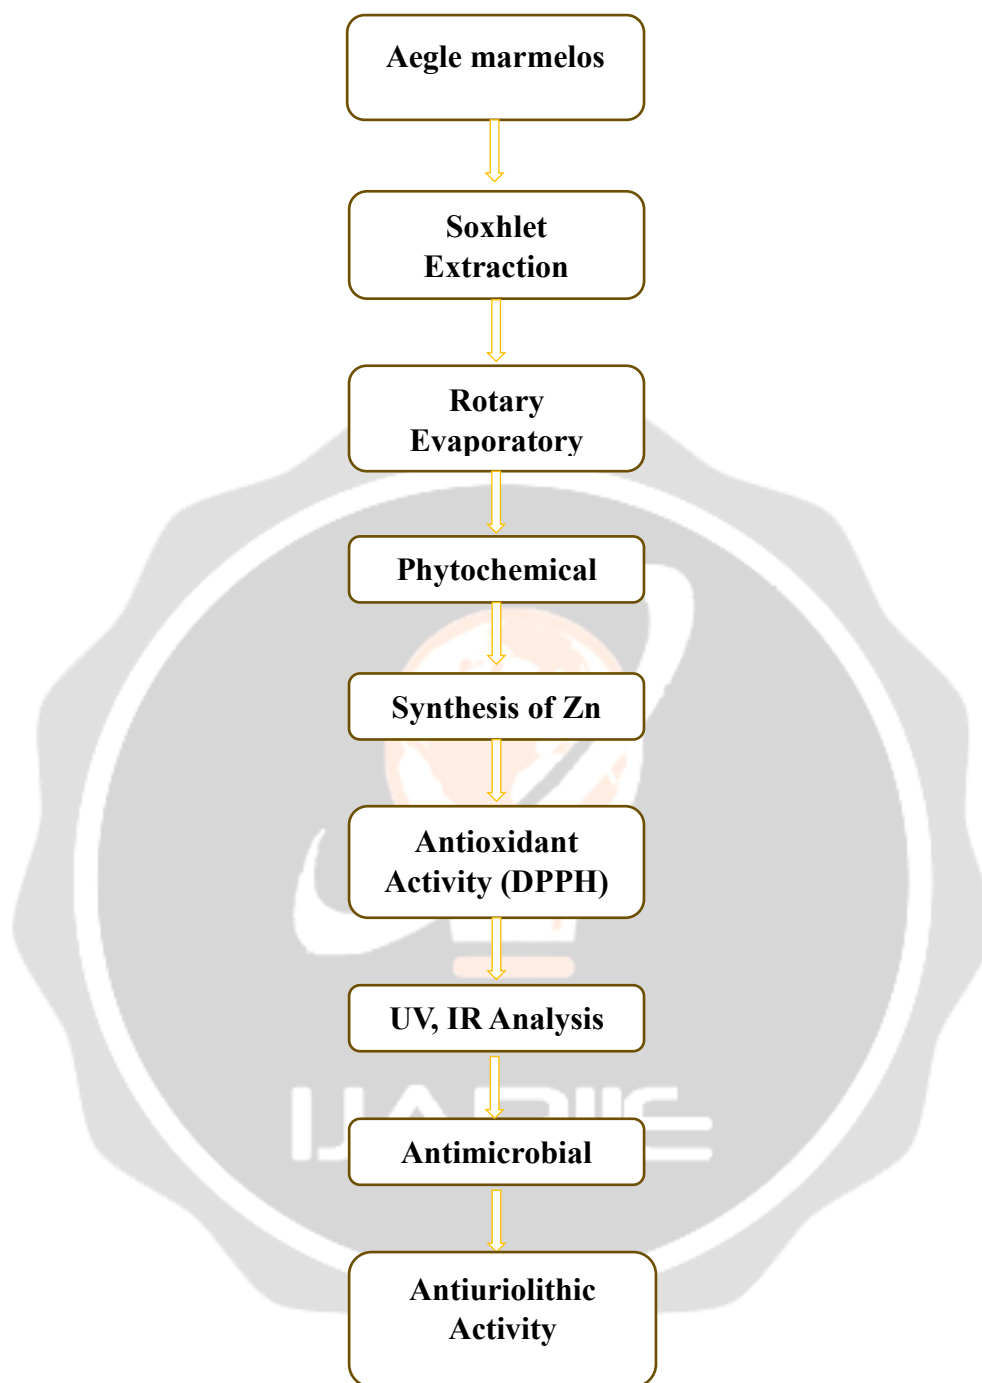 Aegle marmelos
Soxhlet
Extraction
Rotary
Evaporatory
Phytochemical
Synthesis of Zn
Antioxidant
Activity (DPPH)
UV, IR Analysis
IJARIIE
Antimicrobial
Antiuriolithic
Activity